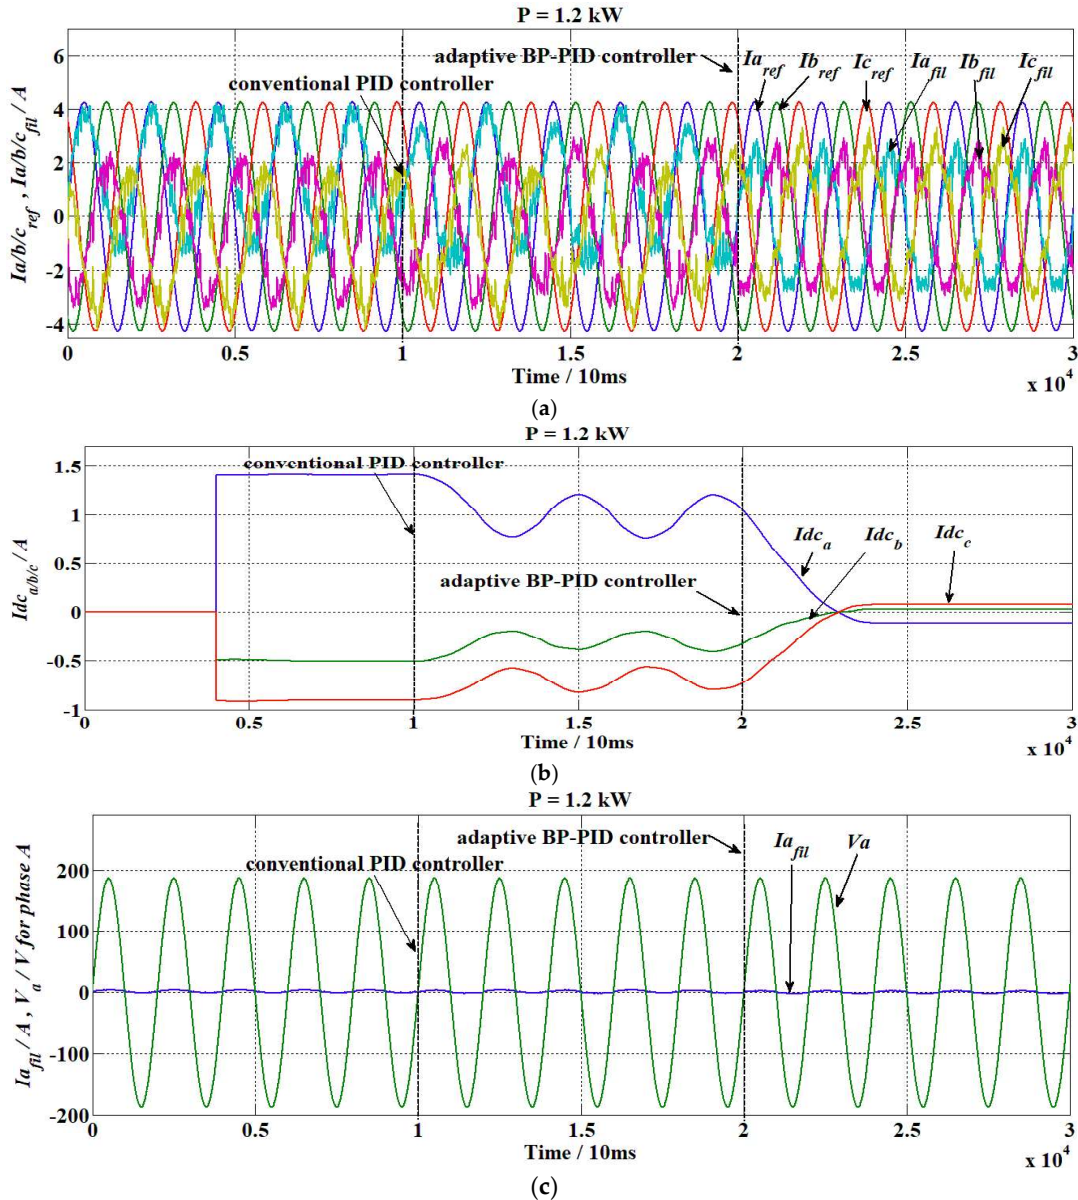 P = 1.2 kW
adaptive BP-PID controller
conventional PID controller
Ia_ref Ib_ref Ic_ref Ia_fil Ib_fil Ic_fil
Ia/b/c_ref , Ia/b/c_fil / A
6
4
2
0
-2
-4
0 0.5 1 1.5 2 2.5 3
Time / 10ms
x 10^4
(a)
P = 1.2 kW
conventional PID controller
adaptive BP-PID controller
Idc_a Idc_b Idc_c
Idc_a/b/c / A
1.5
1
0.5
0
-0.5
-1
0 0.5 1 1.5 2 2.5 3
Time / 10ms
x 10^4
(b)
P = 1.2 kW
adaptive BP-PID controller
conventional PID controller
Ia_fil Va
Ia_fil / A , V_a / V for phase A
200
100
0
-100
-200
0 0.5 1 1.5 2 2.5 3
Time / 10ms
x 10^4
(c)